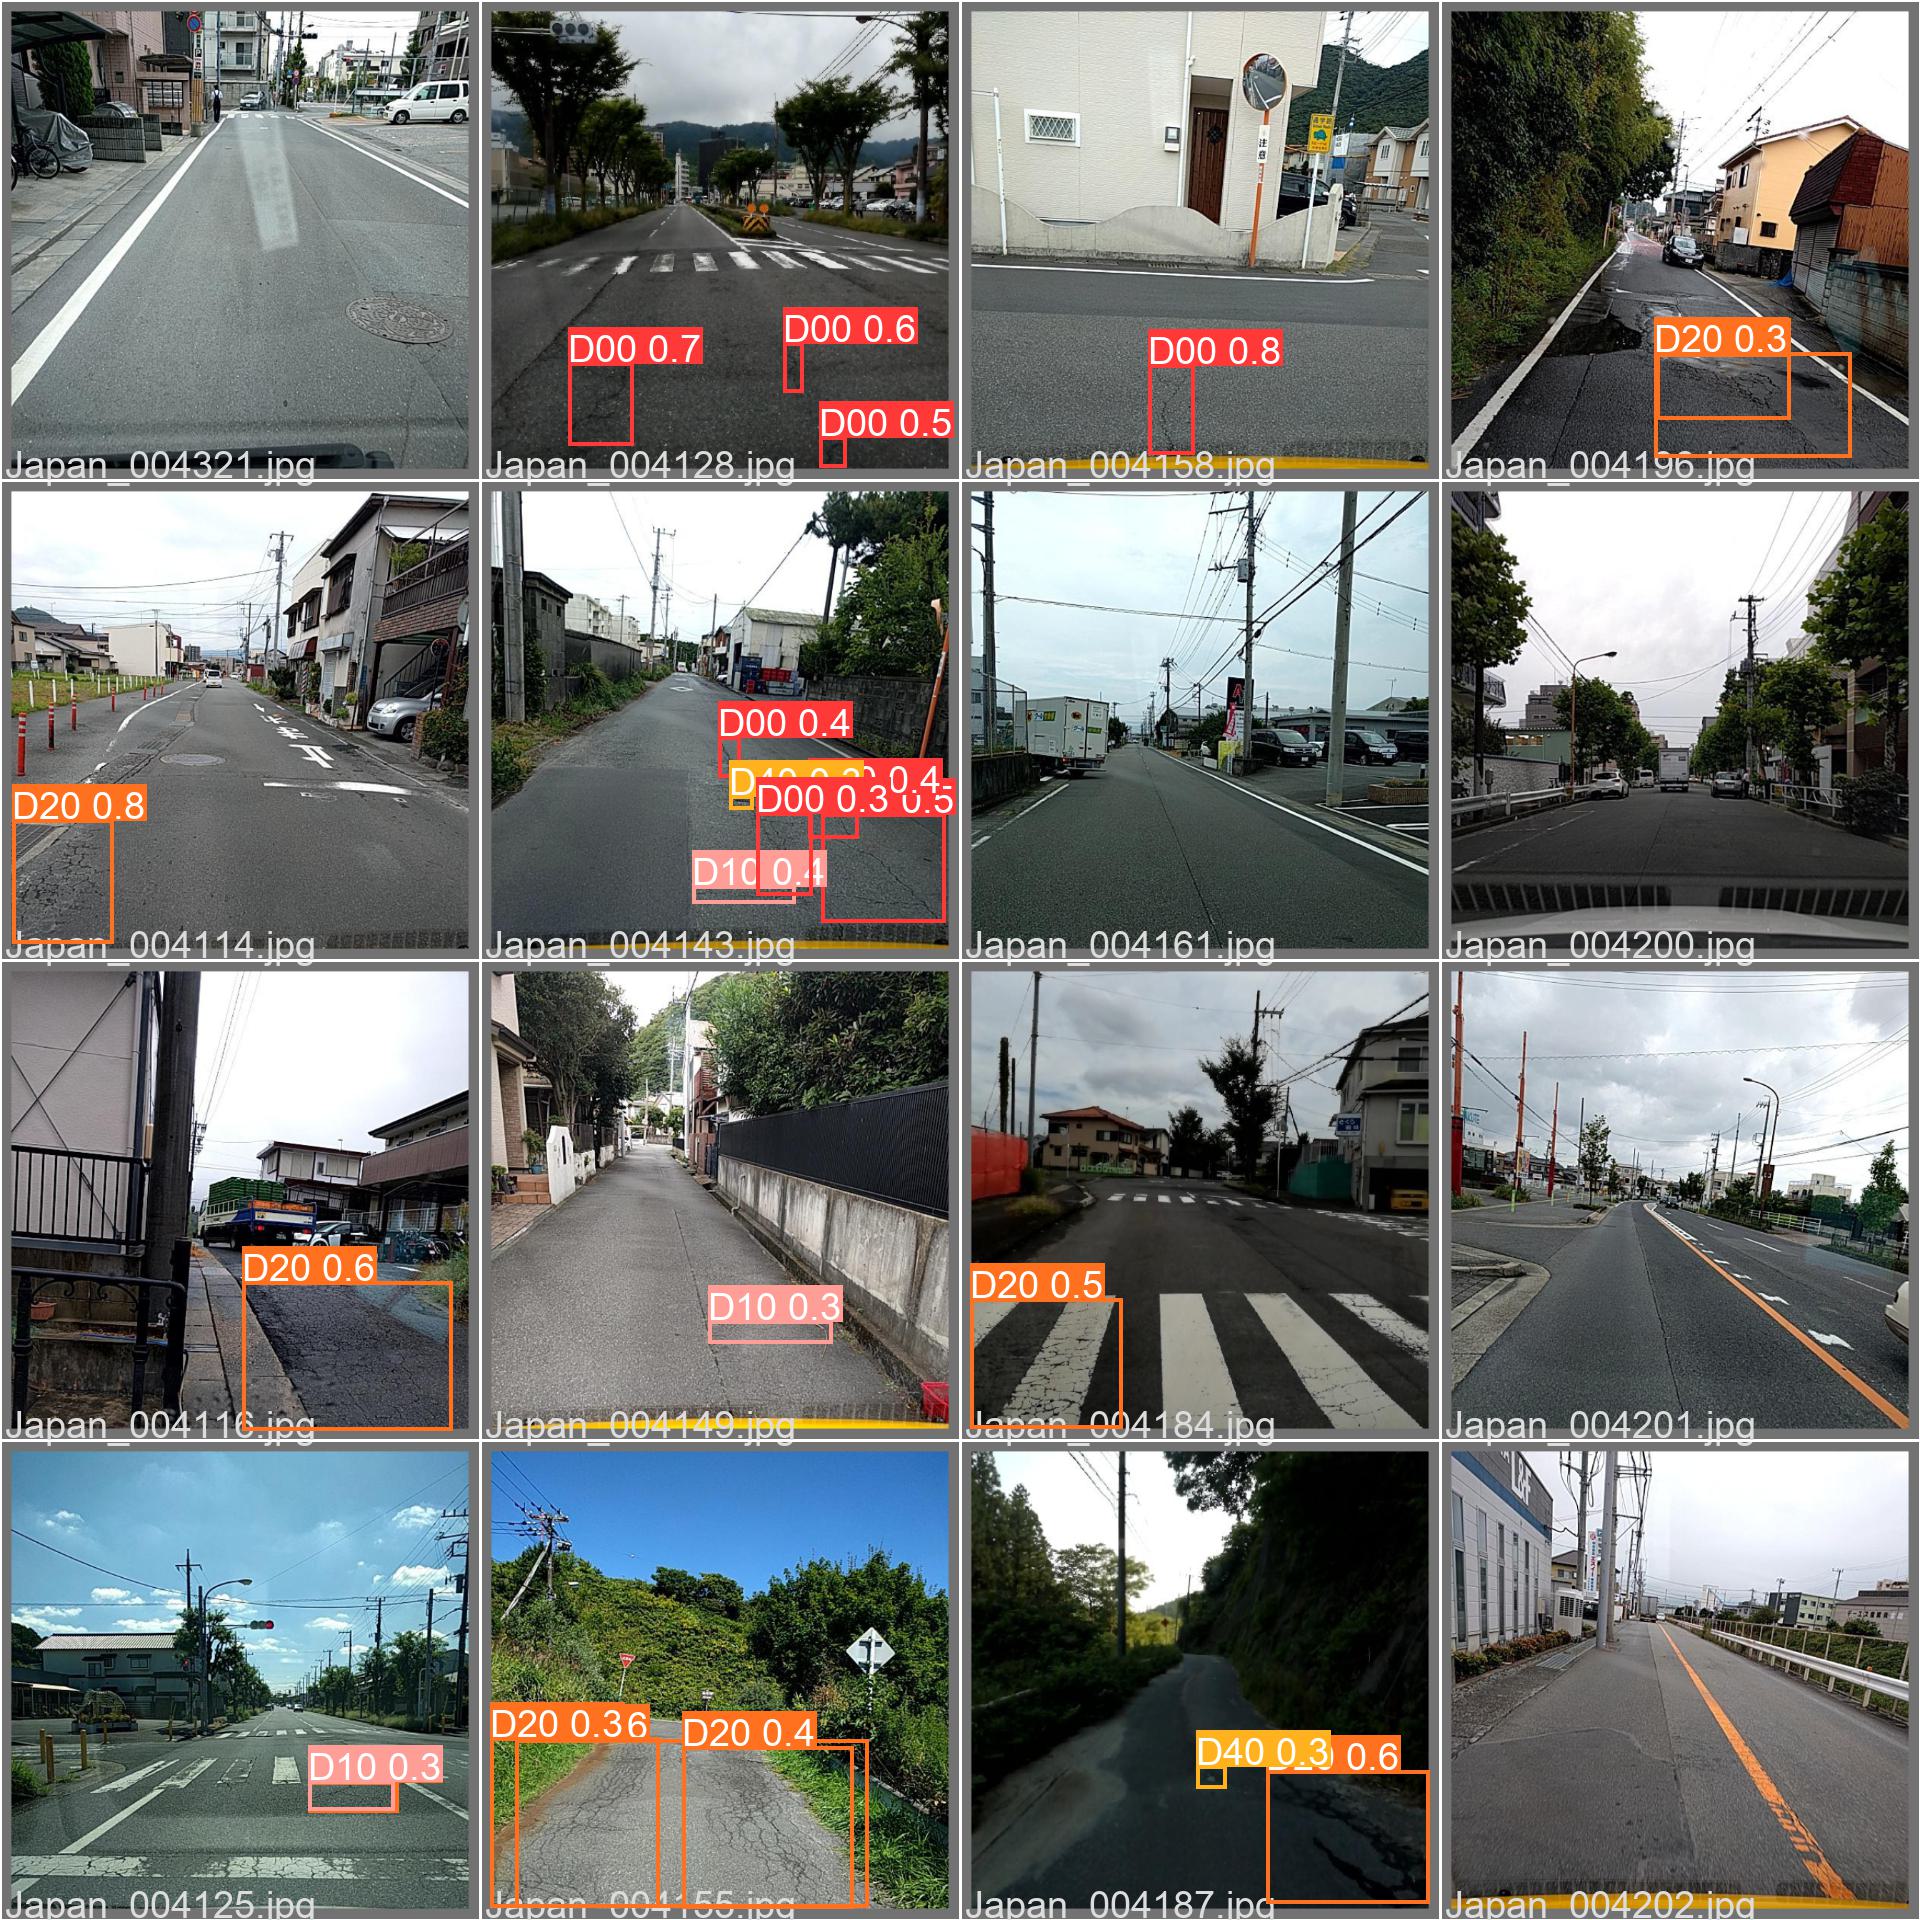 Japan_004321.jpg
D00 0.7
D00 0.6
D00 0.5
Japan_004128.jpg
注意
D00 0.8
Japan_004158.jpg
D20 0.3
Japan_004196.jpg
D20 0.8
Japan_004114.jpg
D00 0.4
0.4
D00 0.3
0.5
D10 0.4
Japan_004143.jpg
Japan_004161.jpg
Japan_004200.jpg
D20 0.6
Japan_004116.jpg
D10 0.3
Japan_004149.jpg
D20 0.5
Japan_004184.jpg
Japan_004201.jpg
D10 0.3
Japan_004125.jpg
D20 0.3
6
D20 0.4
Japan_004155.jpg
D40 0.3
0.6
Japan_004187.jpg
Japan_004202.jpg